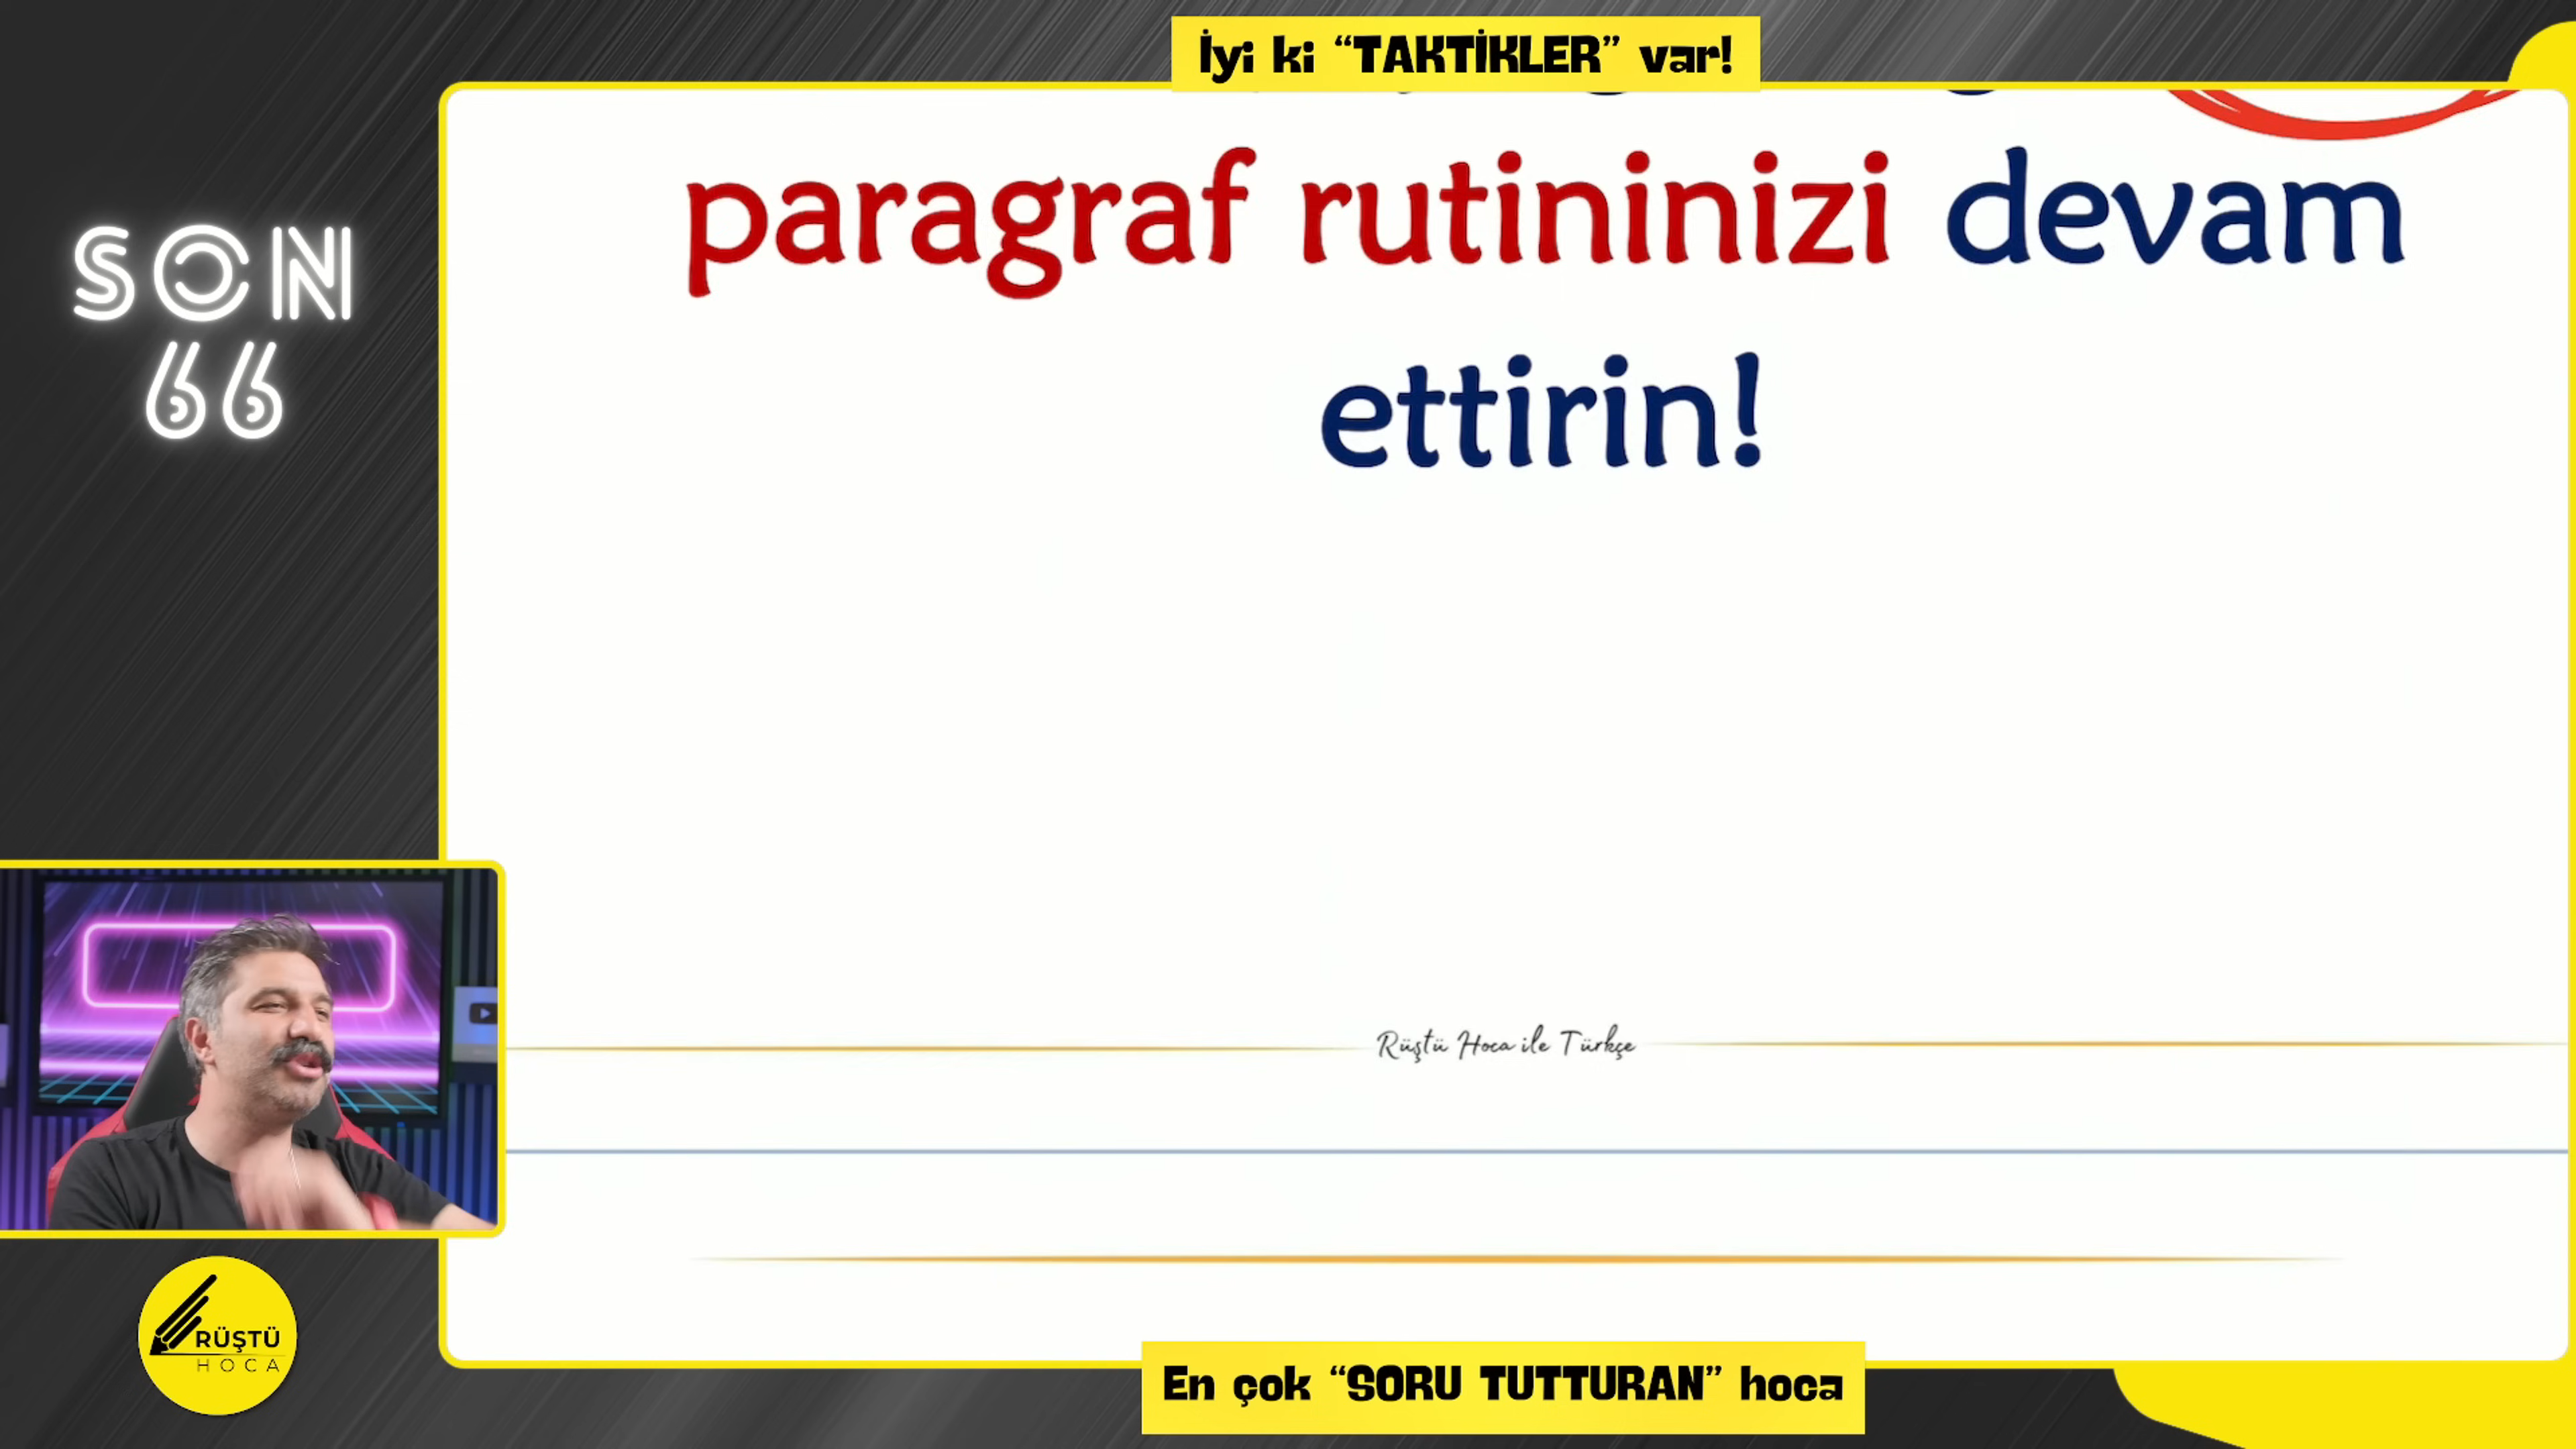 İyi ki “TAKTİKLER” var!
SON
66
paragraf rutininizi devam
ettirin!
Rüştü Hoca ile Türkçe
RÜŞTÜ
HOCA
En çok “SORU TUTTURAN” hoca